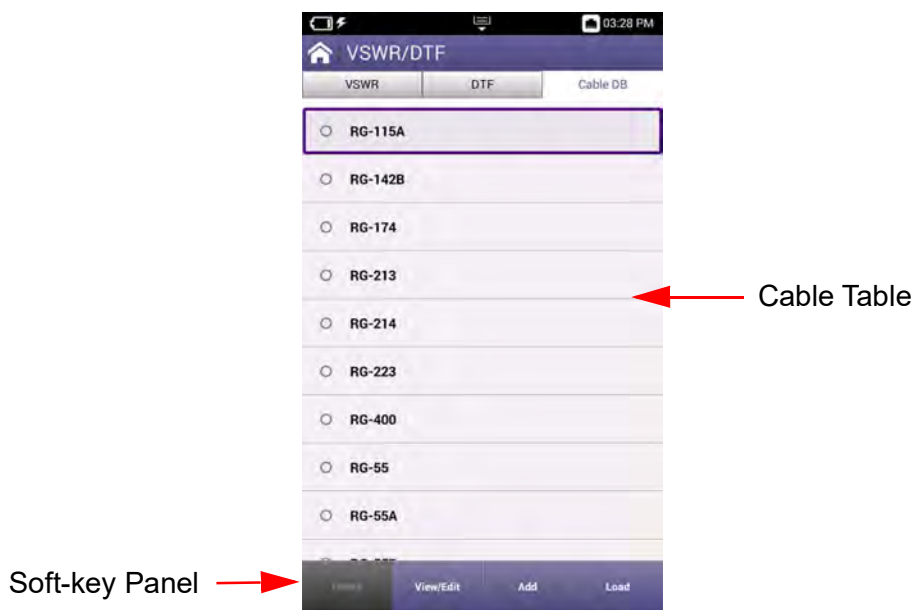 03:28 PM
VSWR/DTF
VSWR DTF Cable DB
RG-115A
RG-142B
RG-174
RG-213
Cable Table
RG-214
RG-223
RG-400
RG-55
RG-55A
Soft-key Panel
View/Edit Add Load